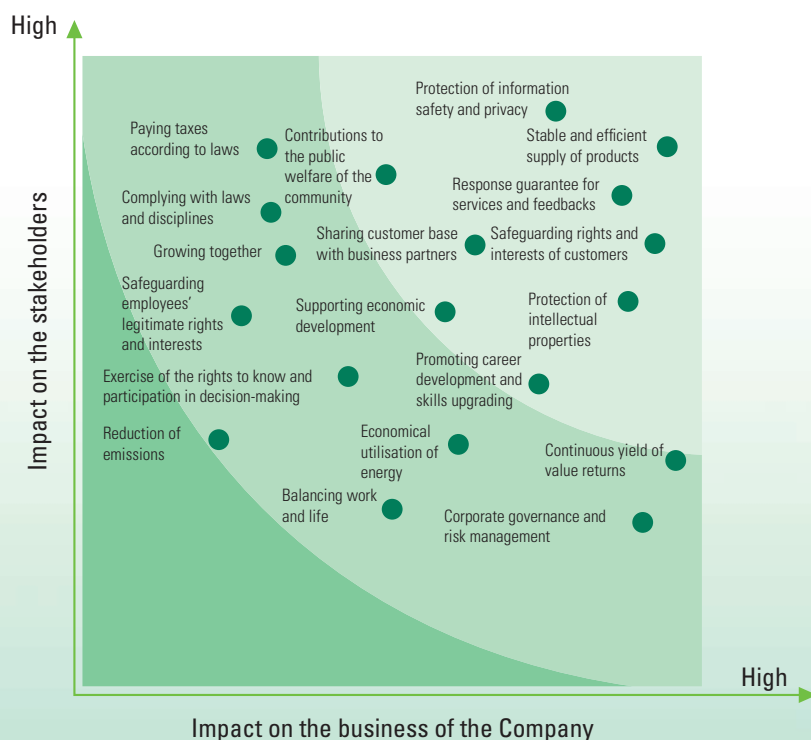 High
Protection of information
safety and privacy
Paying taxes
according to laws
Contributions to
the public
welfare of the
community
Stable and efficient
supply of products
Response guarantee for
services and feedbacks
Complying with laws
and disciplines
Growing together
Sharing customer base
with business partners
Safeguarding rights and
interests of customers
Safeguarding
employees'
legitimate rights
and interests
Supporting economic
development
Protection of
intellectual
properties
Exercise of the rights to know and
participation in decision-making
Promoting career
development and
skills upgrading
Reduction of
emissions
Economical
utilisation of
energy
Continuous yield of
value returns
Balancing work
and life
Corporate governance and
risk management
Impact on the stakeholders
High
Impact on the business of the Company